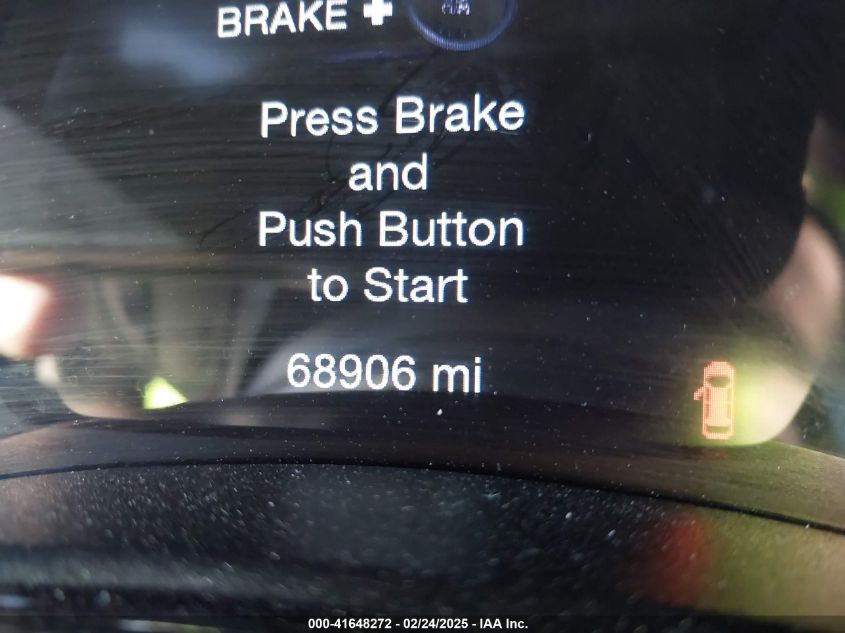 BRAKE +
Press Brake
and
Push Button
to Start
68906 mi
000-41648272 - 02/24/2025 - IAA Inc.